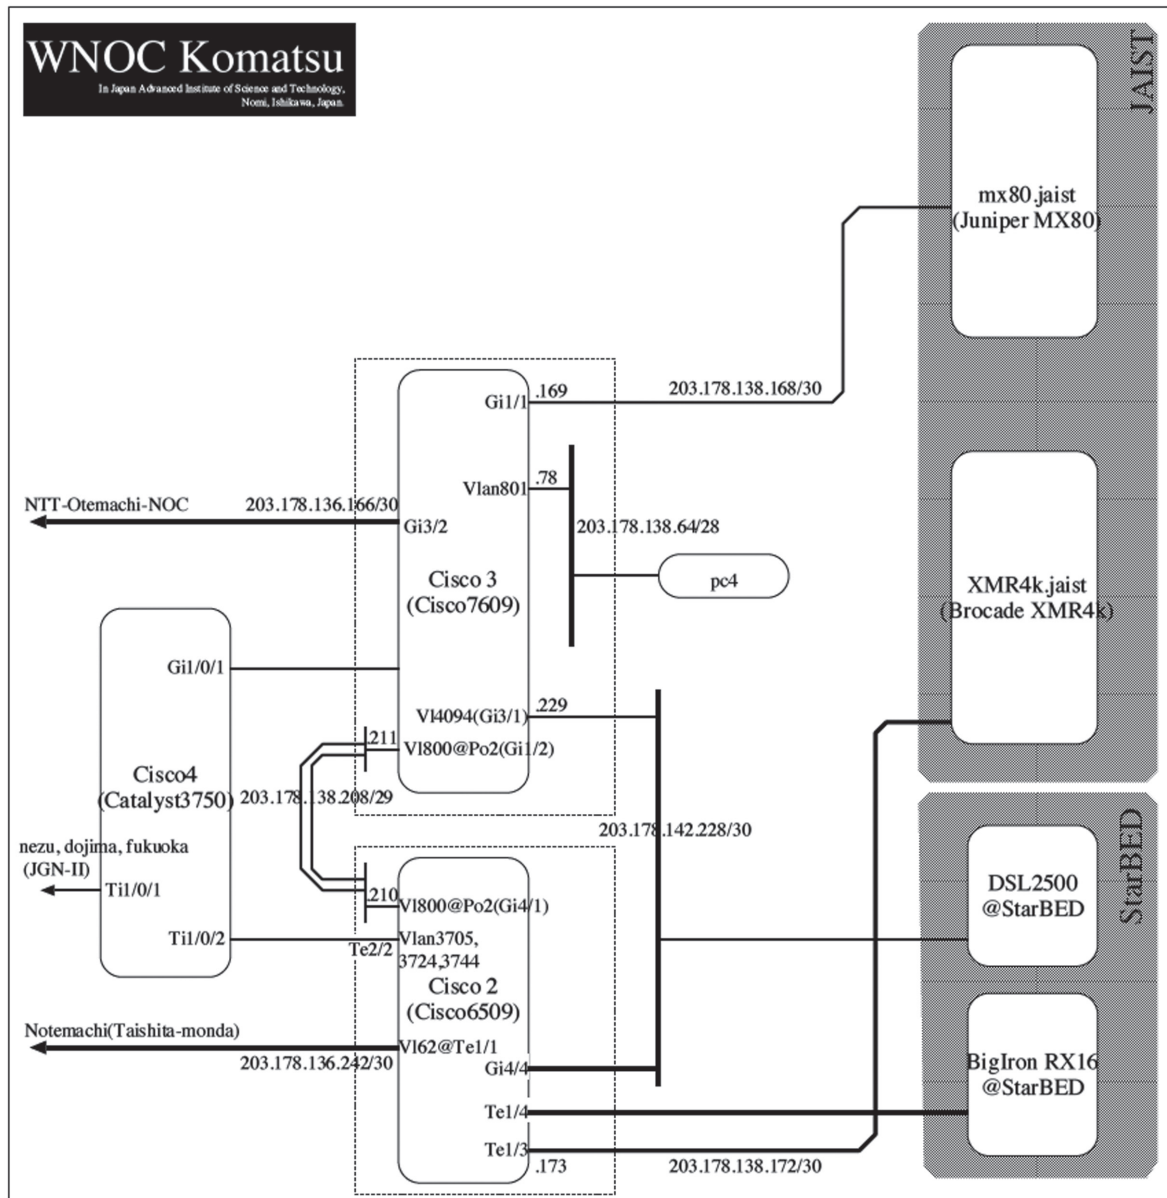 WNOC Komatsu
In Japan Advanced Institute of Science and Technology,
Nomi, Ishikawa, Japan.
JAIST
mx80.jaist
(Juniper MX80)
Gi1/1
.169
203.178.138.168/30
Vlan801
.78
NTT-Otemachi-NOC
203.178.136.166/30
Gi3/2
203.178.138.64/28
Cisco 3
(Cisco7609)
pc4
XMR4k.jaist
(Brocade XMR4k)
Gi1/0/1
Vl4094(Gi3/1)
.229
.211
Vl800@Po2(Gi1/2)
Cisco4
(Catalyst3750)
203.178.138.208/29
203.178.142.228/30
nezu, dojima, fukuoka
(JGN-II)
Ti1/0/1
StarBED
DSL2500
@StarBED
.210
Vl800@Po2(Gi4/1)
Ti1/0/2
Te2/2
Vlan3705,
3724,3744
Cisco 2
(Cisco6509)
Notemachi(Taishita-monda)
203.178.136.242/30
Vl62@Te1/1
Gi4/4
BigIron RX16
@StarBED
Te1/4
Te1/3
.173
203.178.138.172/30